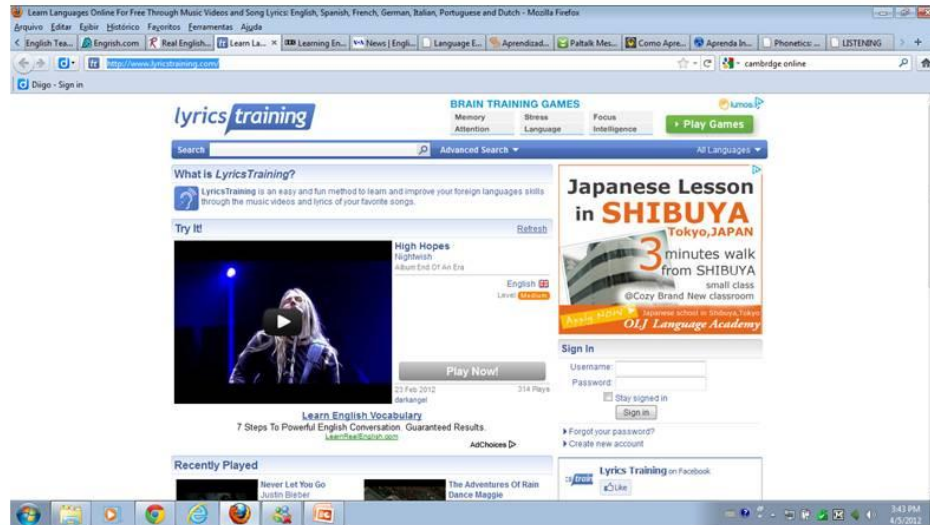 Learn Languages Online For Free Through Music Videos and Song Lyrics: English, Spanish, French, German, Italian, Portuguese and Dutch - Mozilla Firefox
Arquivo Editar Exibir Histórico Favoritos Ferramentas Ajuda
English Tea... Engrish.com Real English... Learn La... Learning En... News | Engli... Language E... Aprendizad... Paltalk Mes... Como Apre... Aprenda In... Phonetics: ... LISTENING
http://www.lyricstraining.com/ cambrdge online
Diigo - Sign in
lyrics training
BRAIN TRAINING GAMES lumos
Memory Stress Focus
Attention Language Intelligence
Play Games
Search Advanced Search All Languages
What is LyricsTraining?
LyricsTraining is an easy and fun method to learn and improve your foreign languages skills
through the music videos and lyrics of your favorite songs.
Try It! Refresh
High Hopes
Nightwish
Album End Of An Era
English
Level Medium
Play Now!
23 Feb 2012 314 Plays
darkangel
Learn English Vocabulary
7 Steps To Powerful English Conversation. Guaranteed Results.
LearnRealEnglish.com
AdChoices
Recently Played
Never Let You Go
Justin Bieber
The Adventures Of Rain
Dance Maggie
Japanese Lesson
in SHIBUYA
Tokyo,JAPAN
3 minutes walk
from SHIBUYA
small class
@Cozy Brand New classroom
Apply NOW!
Japanese school in Shibuya,Tokyo
OLJ Language Academy
Sign In
Username:
Password:
Stay signed in
Sign in
Forgot your password?
Create new account
Lyrics Training on Facebook
Like
3:43 PM
4/5/2012